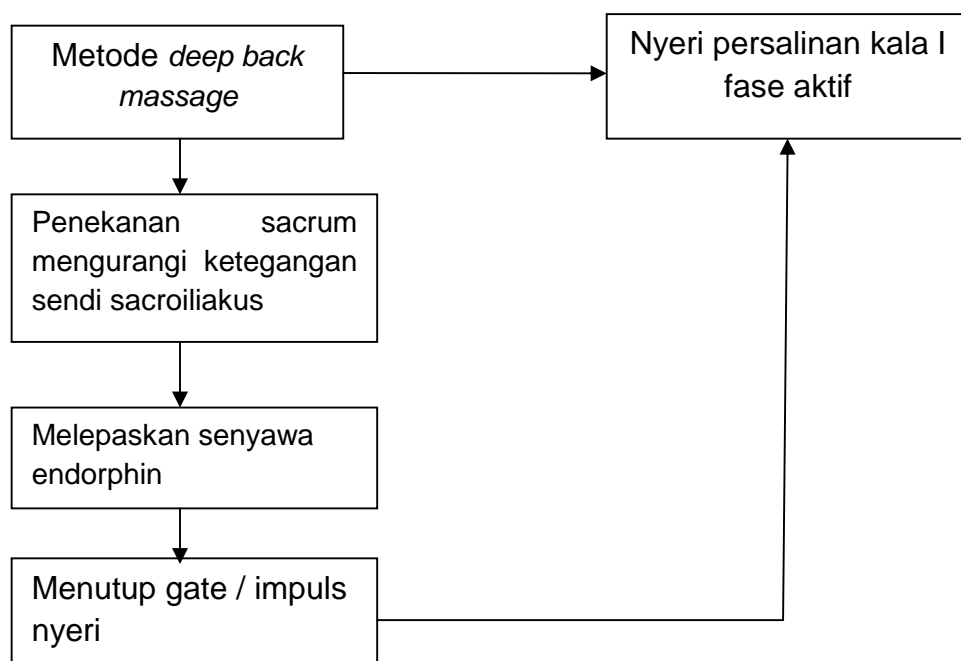 Metode deep back
massage
Nyeri persalinan kala I
fase aktif
Penekanan sacrum
mengurangi ketegangan
sendi sacroiliakus
Melepaskan senyawa
endorphin
Menutup gate / impuls
nyeri